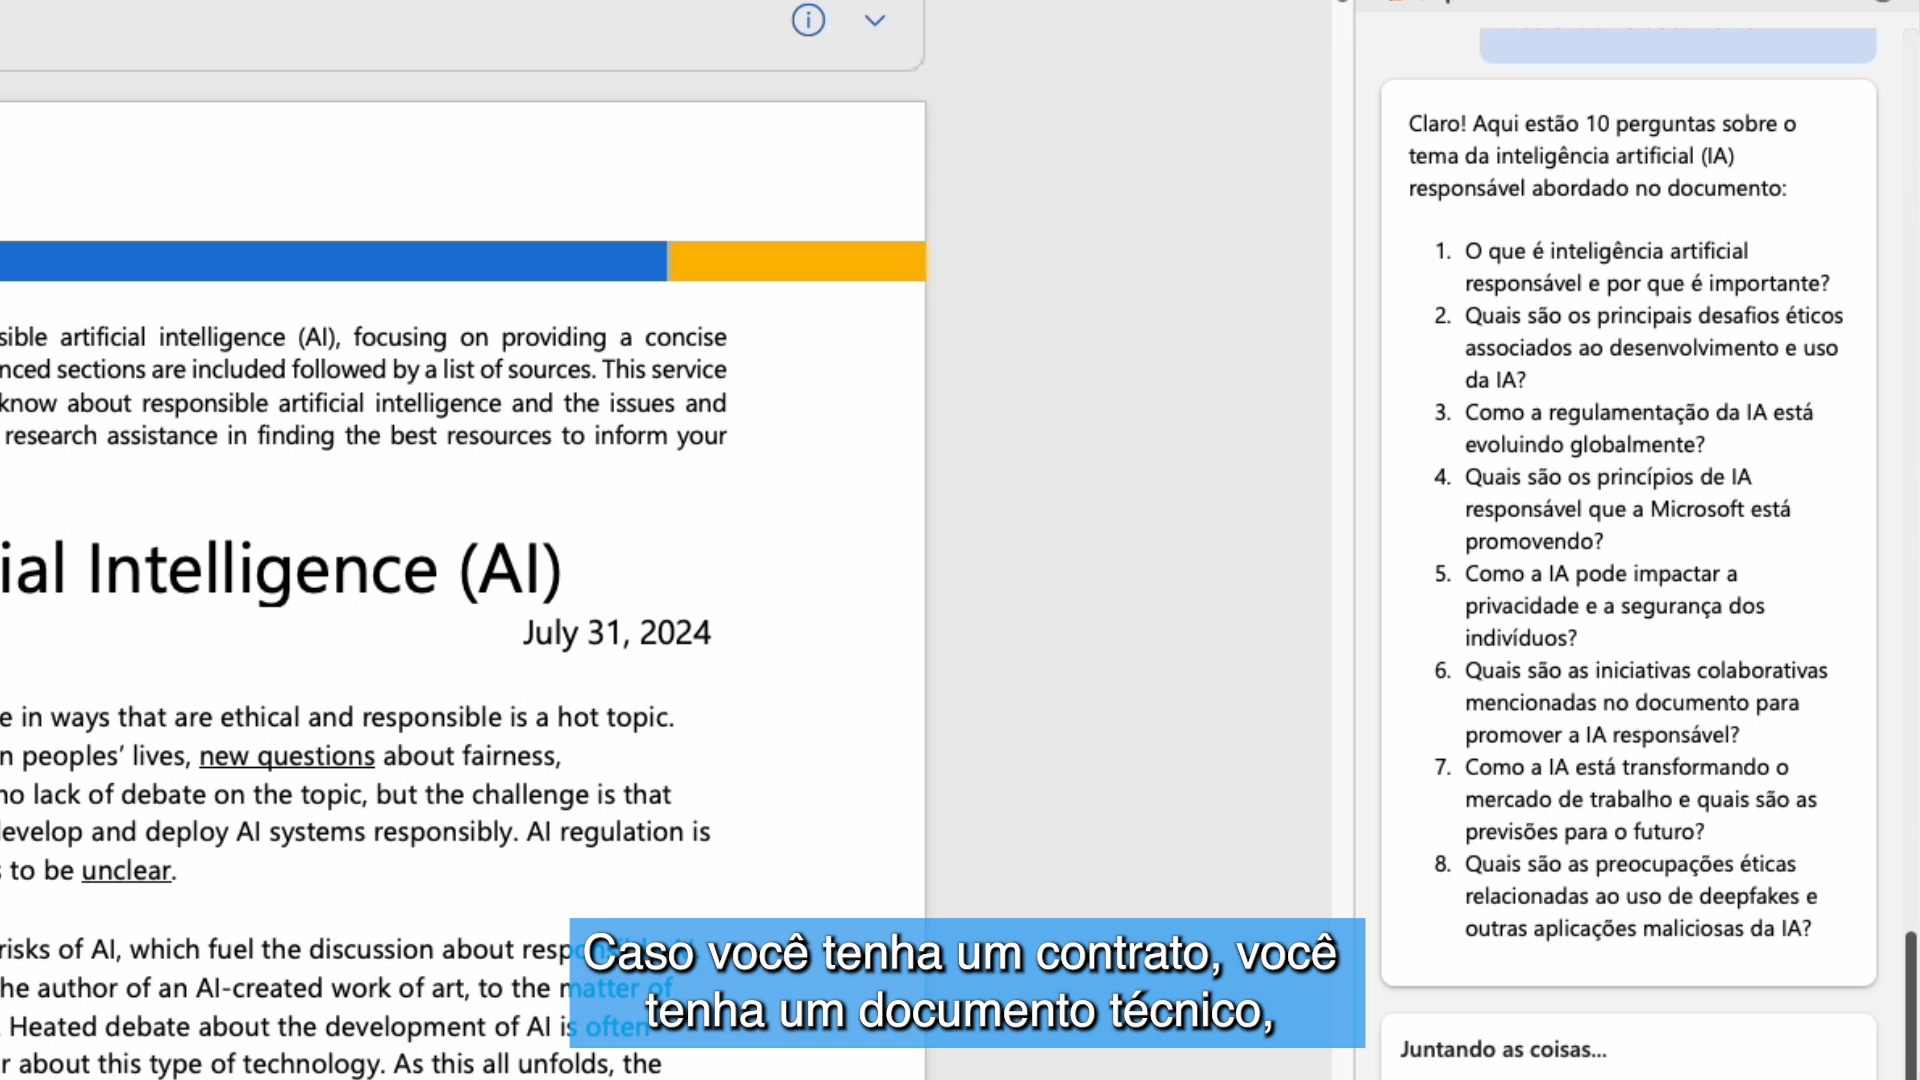 sible artificial intelligence (AI), focusing on providing a concise
nced sections are included followed by a list of sources. This service
know about responsible artificial intelligence and the issues and
research assistance in finding the best resources to inform your
ial Intelligence (AI)
July 31, 2024
e in ways that are ethical and responsible is a hot topic.
n peoples’ lives, new questions about fairness,
no lack of debate on the topic, but the challenge is that
evelop and deploy AI systems responsibly. AI regulation is
s to be unclear.
risks of AI, which fuel the discussion about resp
he author of an AI-created work of art, to the matter of
. Heated debate about the development of AI is often
r about this type of technology. As this all unfolds, the
Caso você tenha um contrato, você
tenha um documento técnico,
Claro! Aqui estão 10 perguntas sobre o
tema da inteligência artificial (IA)
responsável abordado no documento:
1. O que é inteligência artificial
responsável e por que é importante?
2. Quais são os principais desafios éticos
associados ao desenvolvimento e uso
da IA?
3. Como a regulamentação da IA está
evoluindo globalmente?
4. Quais são os princípios de IA
responsável que a Microsoft está
promovendo?
5. Como a IA pode impactar a
privacidade e a segurança dos
indivíduos?
6. Quais são as iniciativas colaborativas
mencionadas no documento para
promover a IA responsável?
7. Como a IA está transformando o
mercado de trabalho e quais são as
previsões para o futuro?
8. Quais são as preocupações éticas
relacionadas ao uso de deepfakes e
outras aplicações maliciosas da IA?
Juntando as coisas...